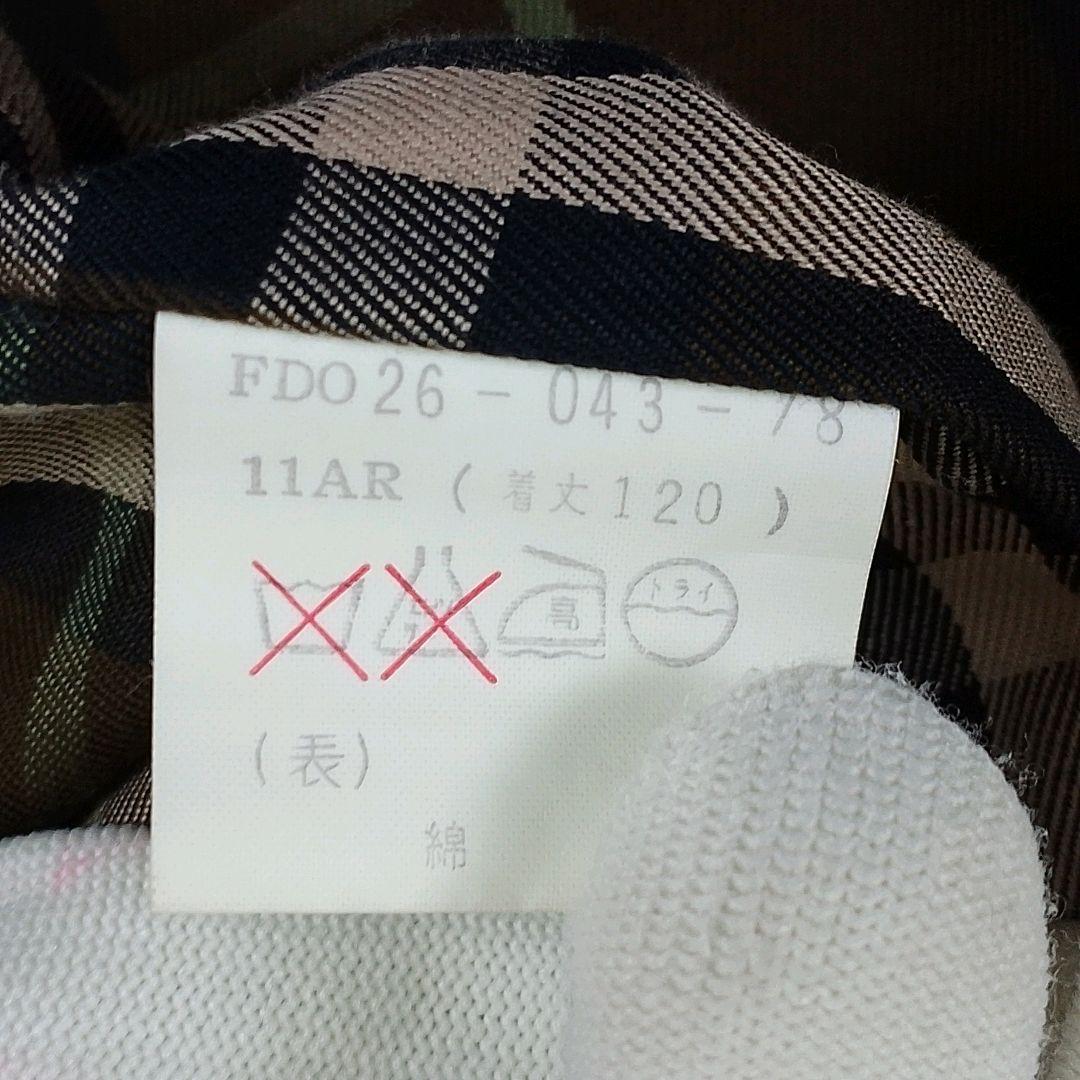 FDO26-043-78
11AR (着丈120)
高 ドライ
(表)
綿